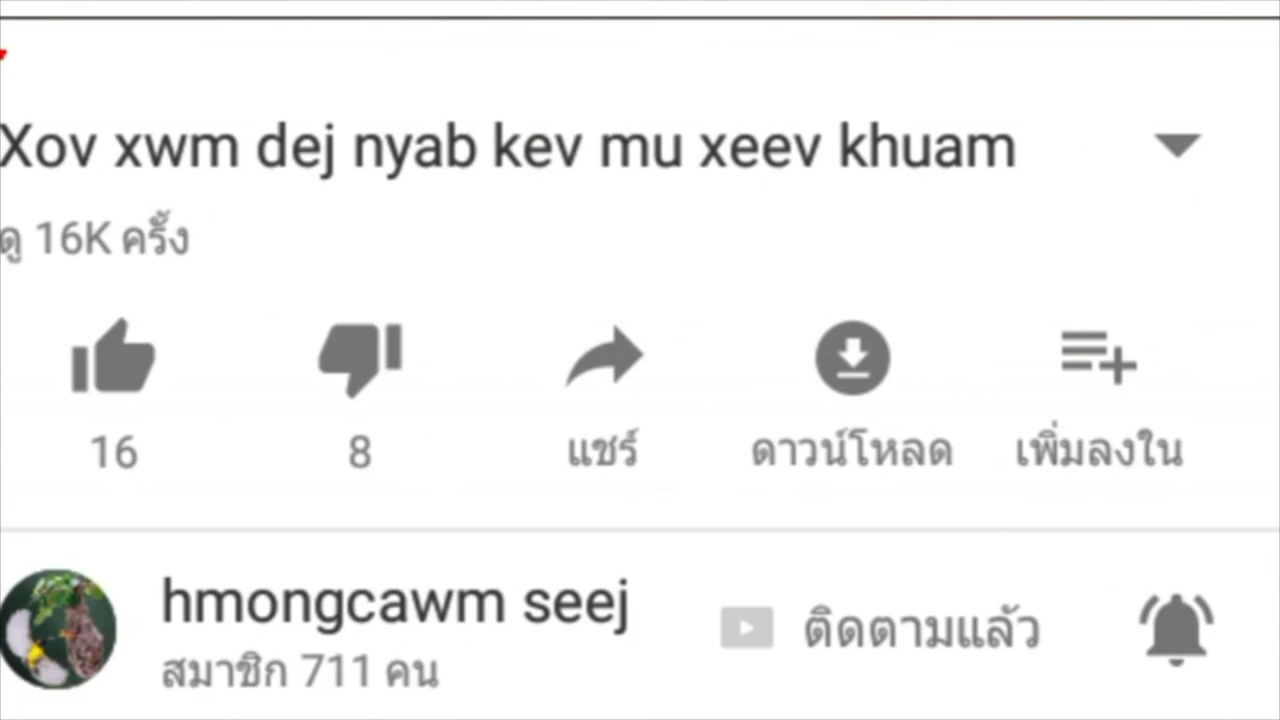 Xov xwm dej nyab kev mu xeev khuam
ดู 16K ครั้ง
16 8 แชร์ ดาวน์โหลด เพิ่มลงใน
hmongcawm seej
ติดตามแล้ว
สมาชิก 711 คน